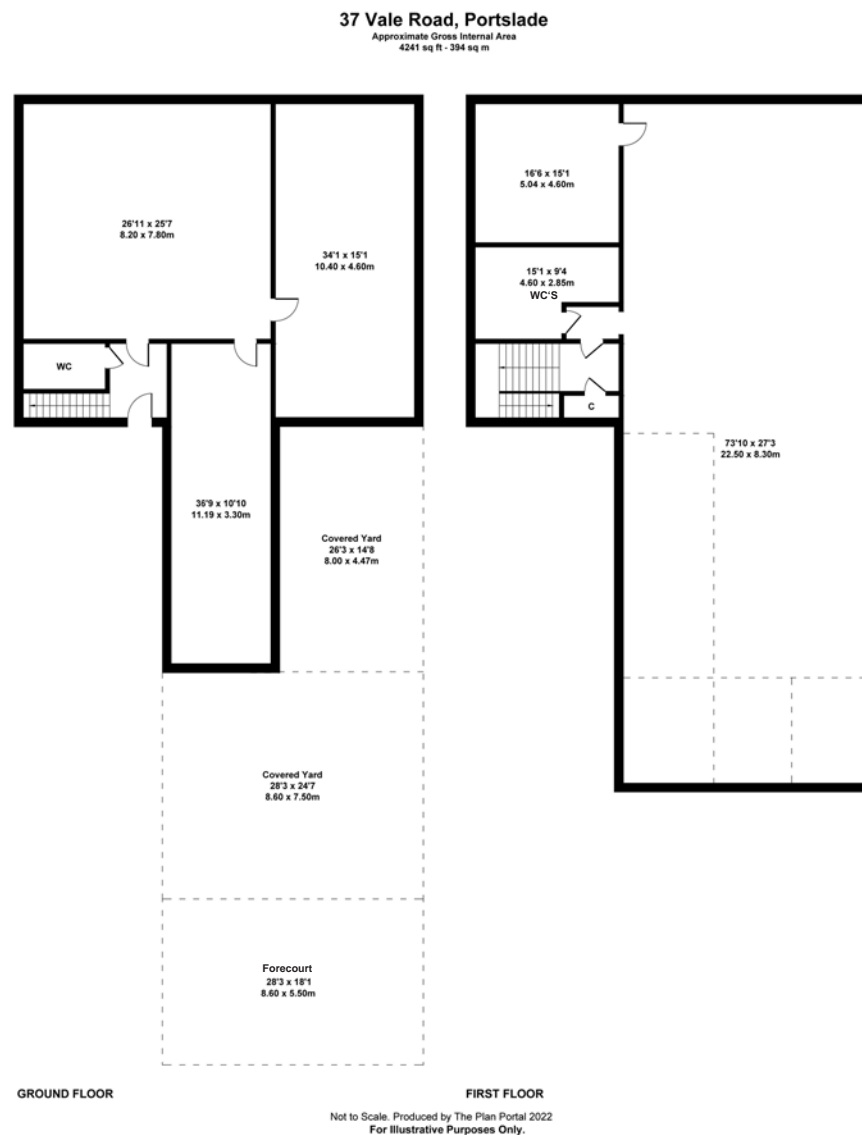 37 Vale Road, Portslade
Approximate Gross Internal Area
4241 sq ft - 394 sq m
26'11 x 25'7
8.20 x 7.80m
34'1 x 15'1
10.40 x 4.60m
WC
36'9 x 10'10
11.19 x 3.30m
Covered Yard
26'3 x 14'8
8.00 x 4.47m
Covered Yard
28'3 x 24'7
8.60 x 7.50m
Forecourt
28'3 x 18'1
8.60 x 5.50m
GROUND FLOOR
16'6 x 15'1
5.04 x 4.60m
15'1 x 9'4
4.60 x 2.85m
WC'S
C
73'10 x 27'3
22.50 x 8.30m
FIRST FLOOR
Not to Scale. Produced by The Plan Portal 2022
For Illustrative Purposes Only.